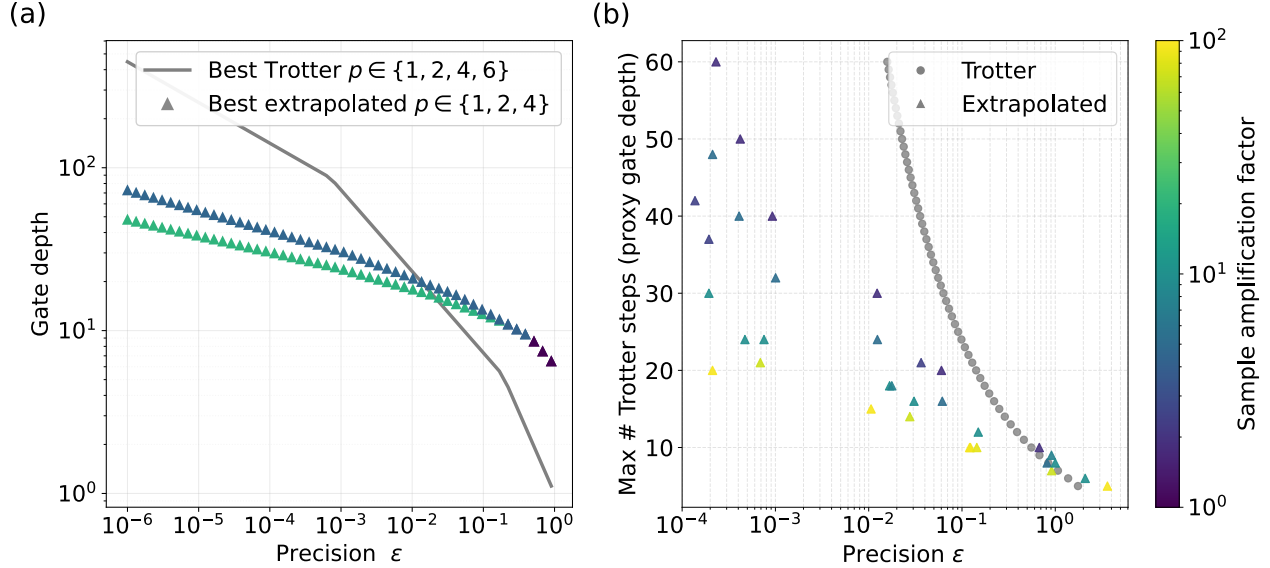 (a)
Best Trotter p ∈ {1, 2, 4, 6}
Best extrapolated p ∈ {1, 2, 4}
Gate depth
10²
10¹
10⁰
10⁻⁶ 10⁻⁵ 10⁻⁴ 10⁻³ 10⁻² 10⁻¹ 10⁰
Precision ε
(b)
Trotter
Extrapolated
Max # Trotter steps (proxy gate depth)
60
50
40
30
20
10
10⁻⁴ 10⁻³ 10⁻² 10⁻¹ 10⁰
Precision ε
Sample amplification factor
10²
10¹
10⁰